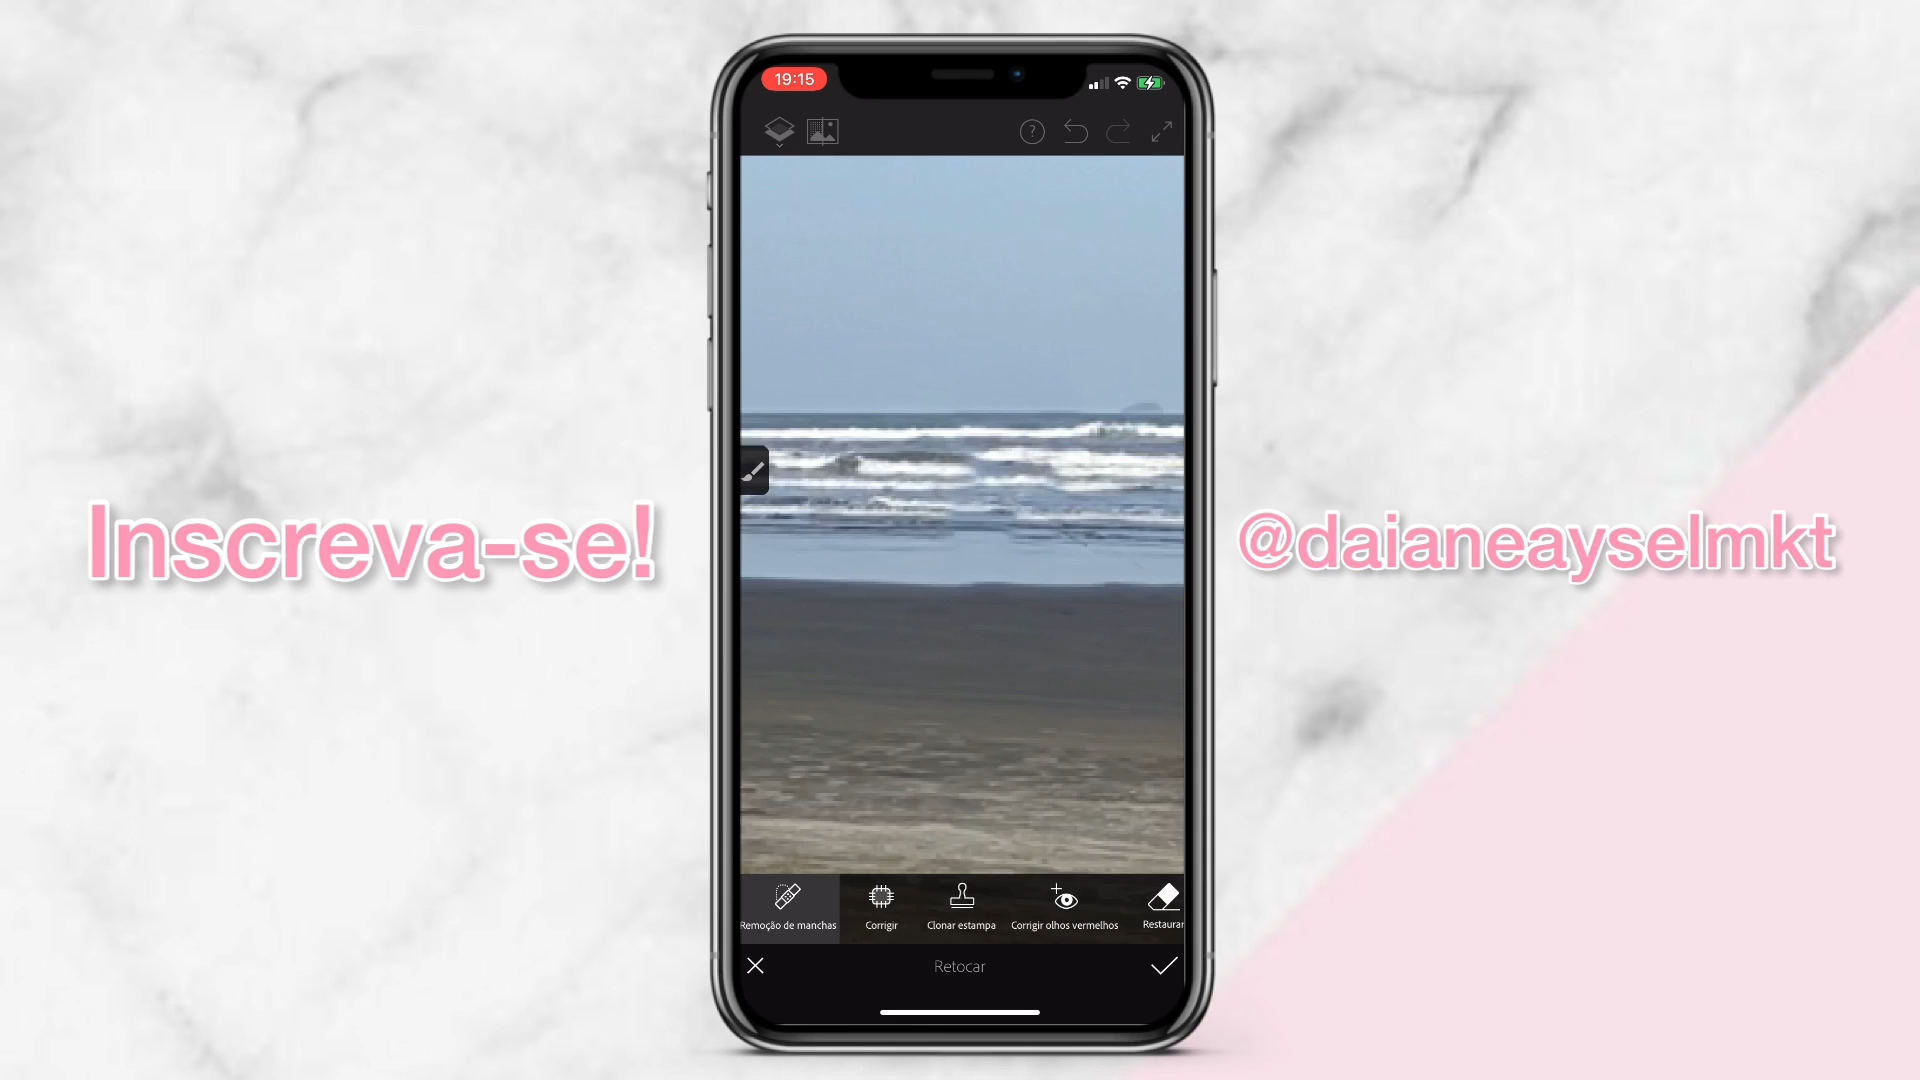 19:15
Inscreva-se!
@daianeayselmkt
Remoção de manchas
Corrigir
Clonar estampa
Corrigir olhos vermelhos
Restaurar
Retocar